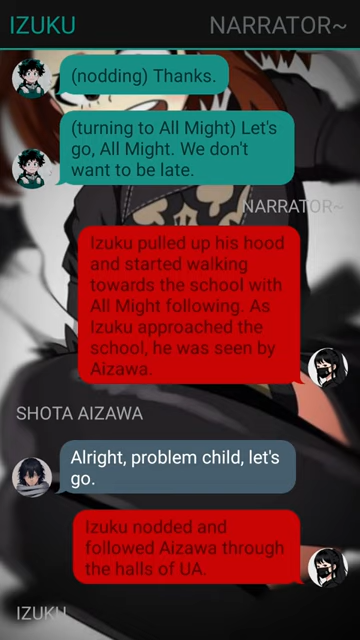 IZUKU NARRATOR~
(nodding) Thanks.
(turning to All Might) Let's
go, All Might. We don't
want to be late.
NARRATOR~
Izuku pulled up his hood
and started walking
towards the school with
All Might following. As
Izuku approached the
school, he was seen by
Aizawa.
SHOTA AIZAWA
Alright, problem child, let's
go.
Izuku nodded and
followed Aizawa through
the halls of UA.
IZUKU